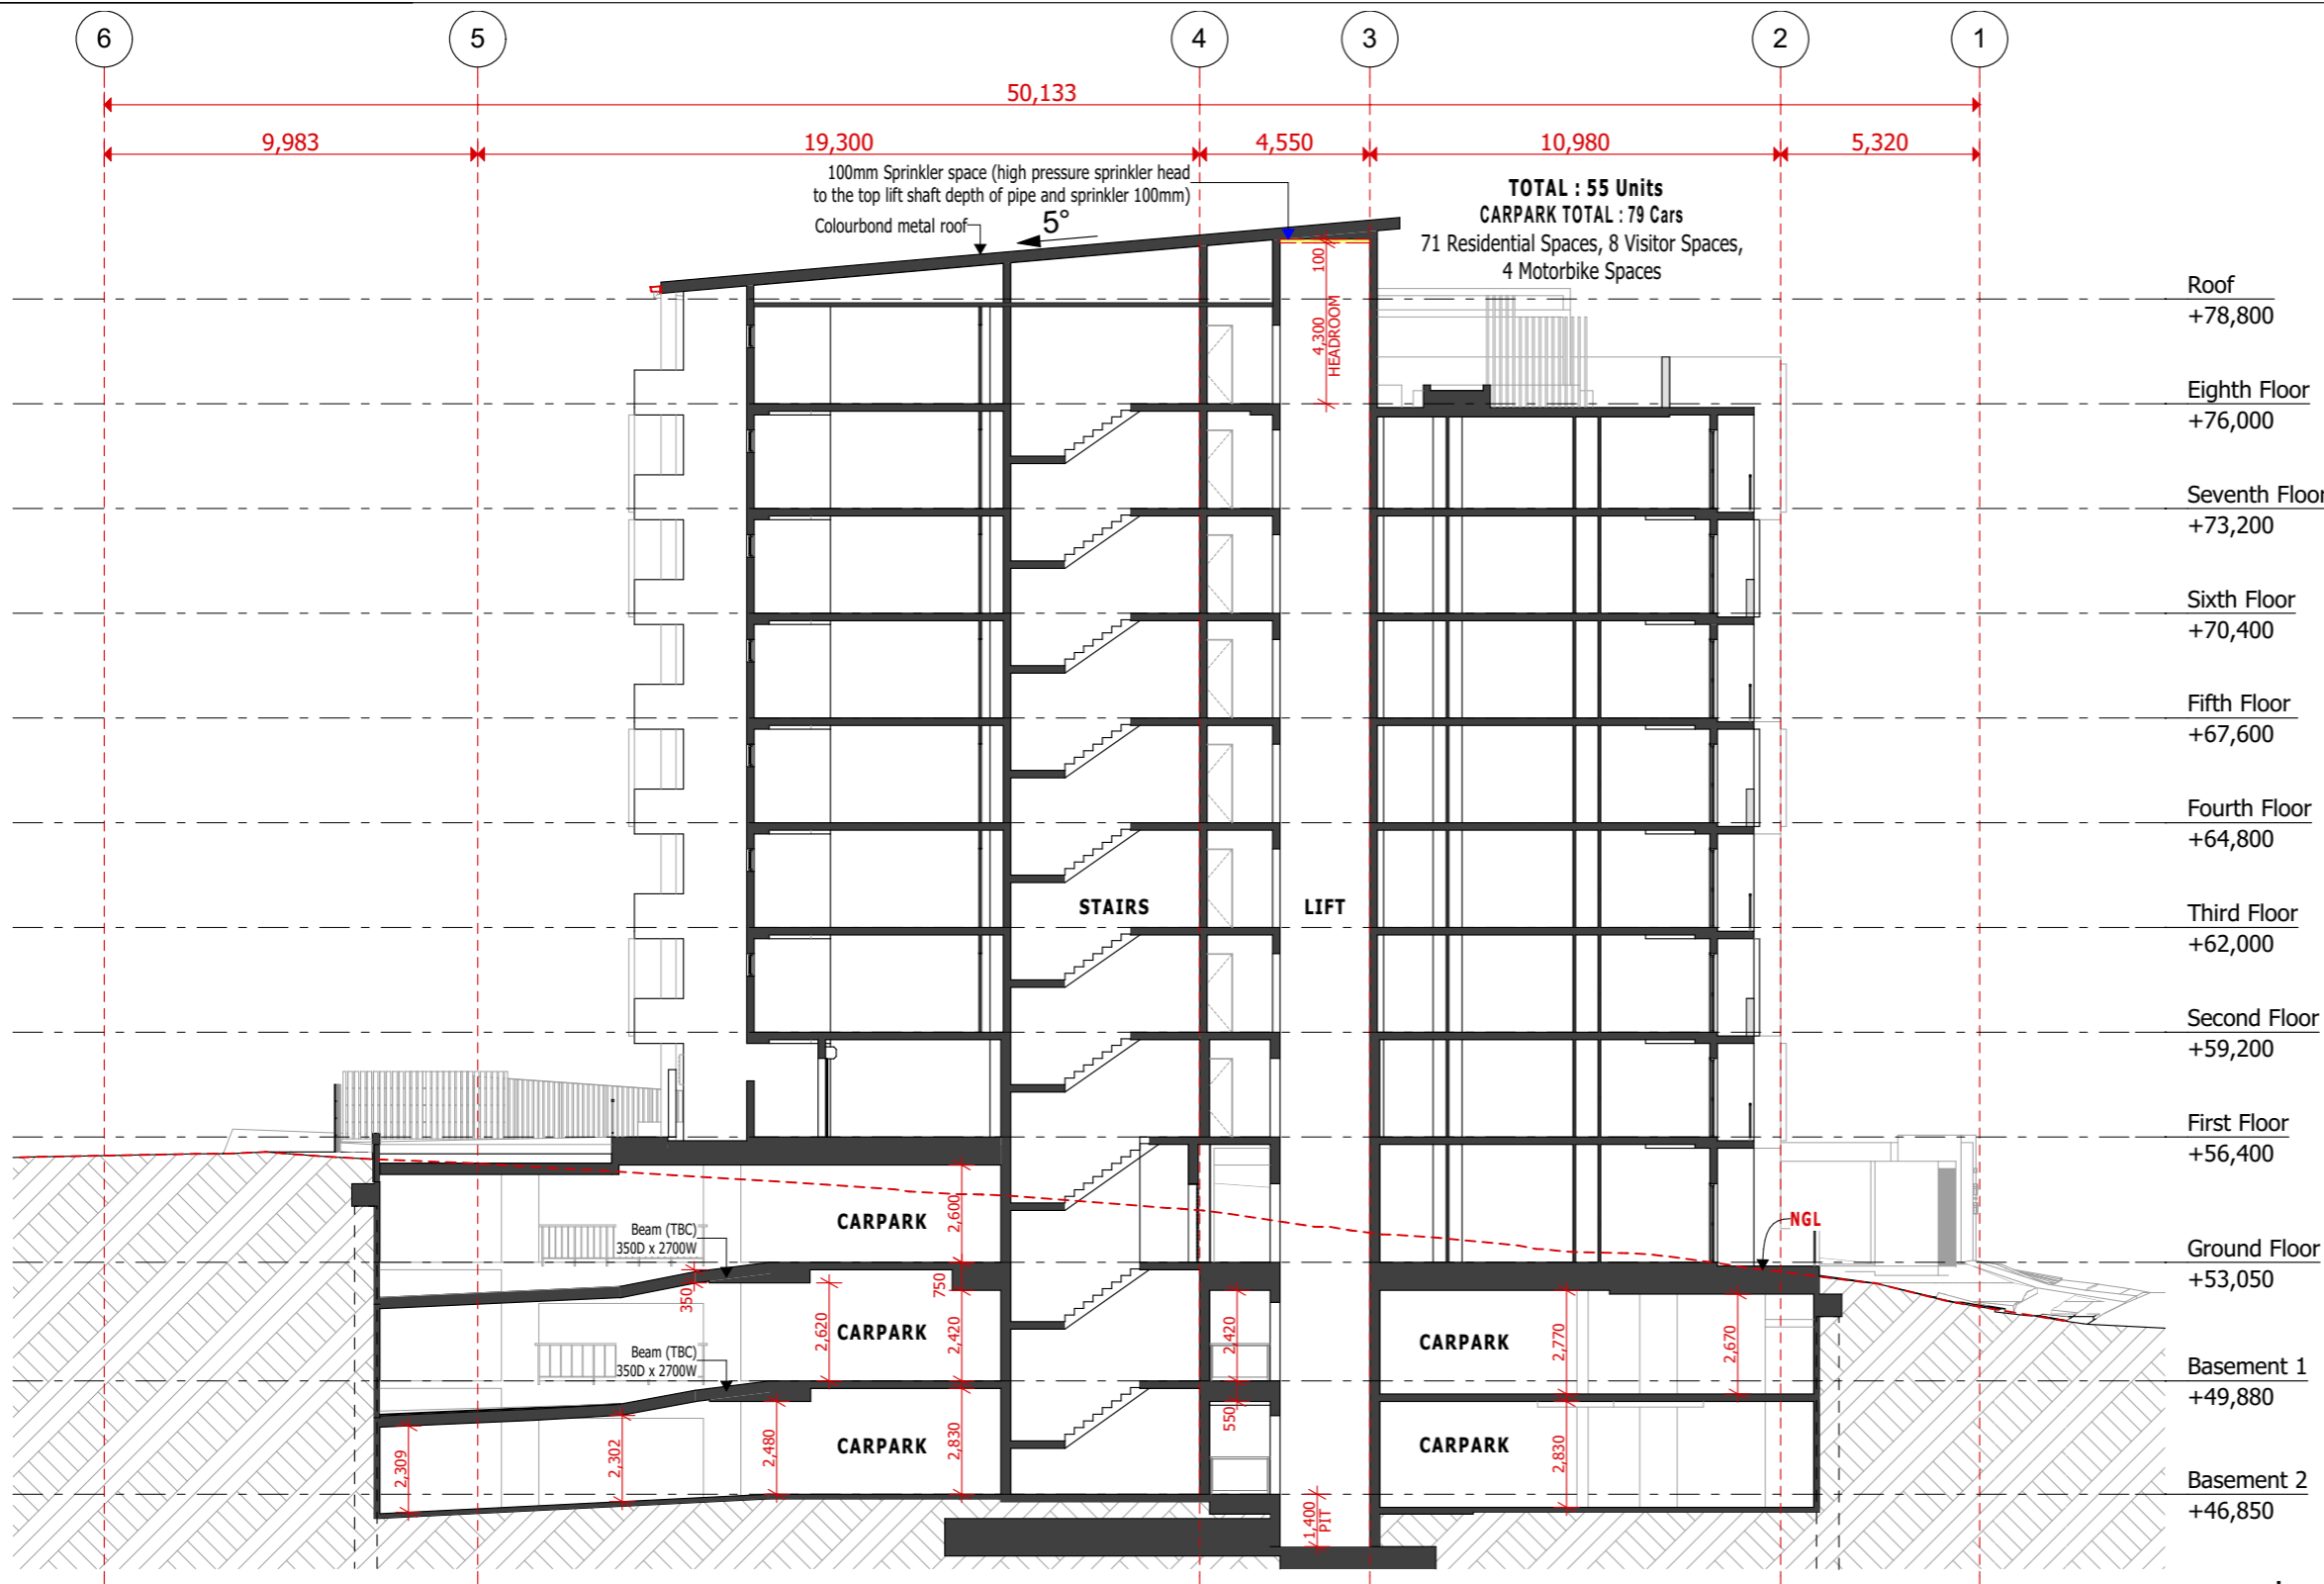 6 5 4 3 2 1
50,133
9,983 19,300 4,550 10,980 5,320
100mm Sprinkler space (high pressure sprinkler head
to the top lift shaft depth of pipe and sprinkler 100mm)
Colourbond metal roof
5°
TOTAL : 55 Units
CARPARK TOTAL : 79 Cars
71 Residential Spaces, 8 Visitor Spaces,
4 Motorbike Spaces
100
4,300
HEADROOM
Roof
+78,800
Eighth Floor
+76,000
Seventh Floor
+73,200
Sixth Floor
+70,400
Fifth Floor
+67,600
Fourth Floor
+64,800
STAIRS LIFT
Third Floor
+62,000
Second Floor
+59,200
First Floor
+56,400
CARPARK
2,600
NGL
Beam (TBC)
350D x 2700W
Ground Floor
+53,050
350
750
2,620
CARPARK
2,420
2,420
CARPARK
2,770
2,670
Beam (TBC)
350D x 2700W
Basement 1
+49,880
2,309
2,302
2,480
CARPARK
2,830
550
CARPARK
2,830
Basement 2
+46,850
1,400
PIT